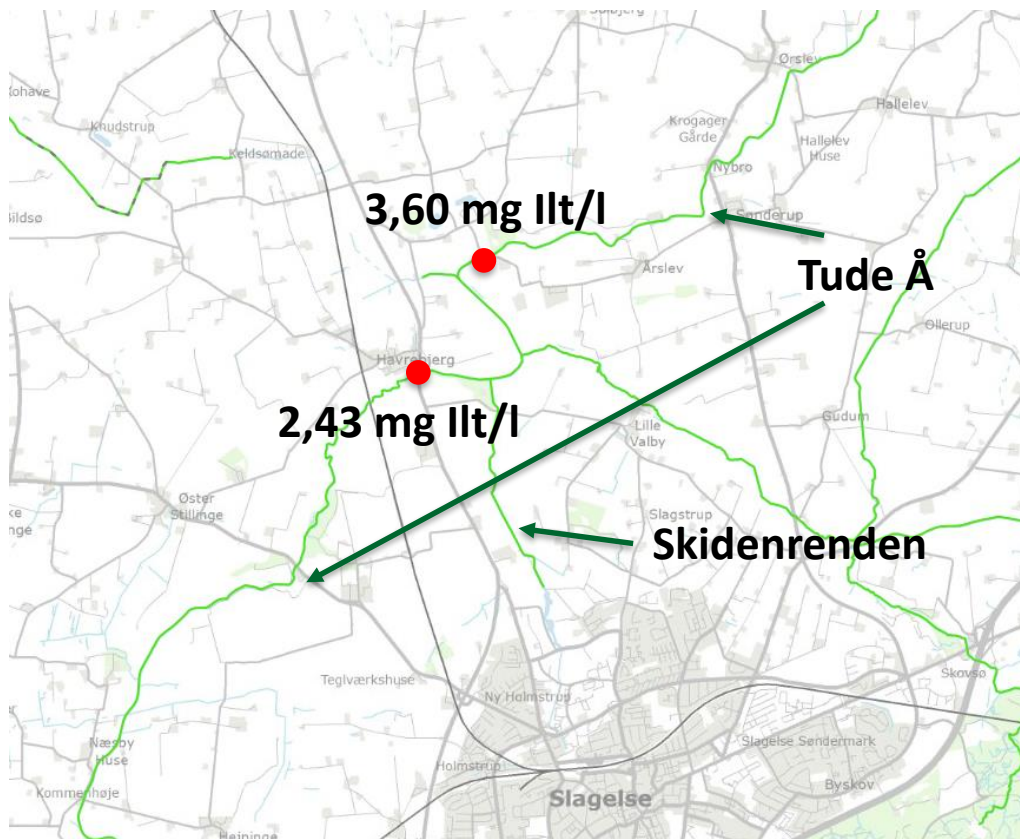 Ørslev
Kohave
Knudstrup
Hallelev
Krogager
Gårde
Hallelev
Huse
Keldsømade
Nybro
Bildsø
3,60 mg Ilt/l
Sønderup
Årslev
Tude Å
Ollerup
Havrebjerg
2,43 mg Ilt/l
Gudum
Lille
Valby
Øster
Stillinge
Slagstrup
Skidenrenden
Skovsø
Teglværkshuse
Ny Holmstrup
Næsby
Huse
Slagelse Søndermark
Holmstrup
Byskov
Kommenhøje
Slagelse
Hejninge